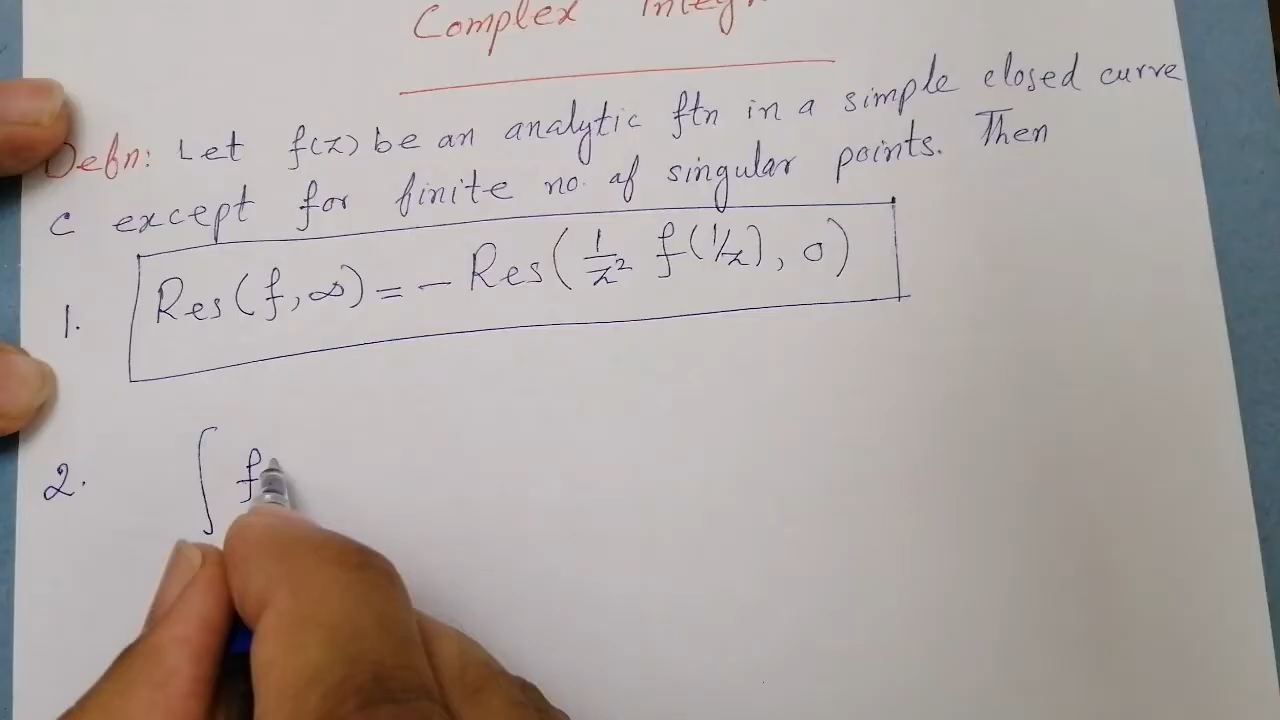 Complex Integ
Defn: Let f(z) be an analytic ftn in a simple closed curve
C except for finite no. of singular points. Then
1. Res(f, ∞) = - Res(1/z² f(1/z), 0)
2. ∫ f